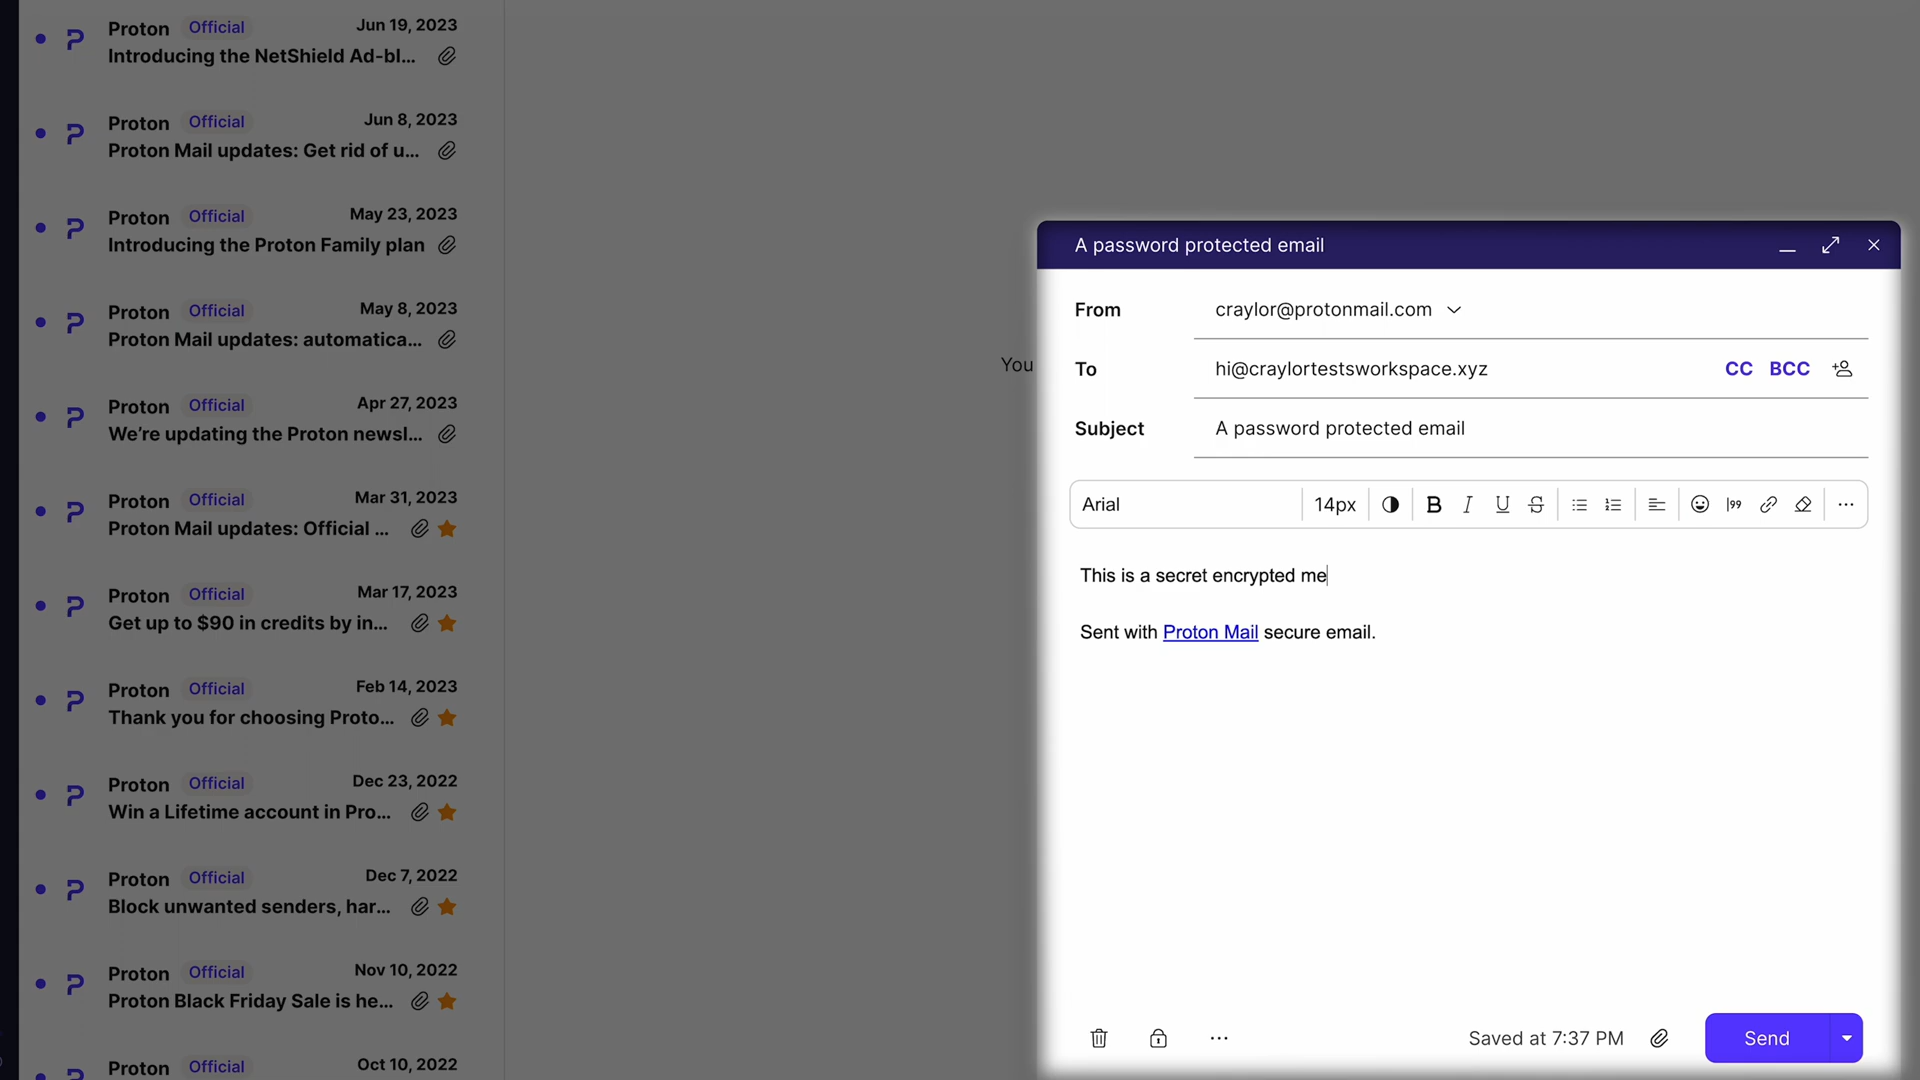 Proton Official Jun 19, 2023
Introducing the NetShield Ad-bl...
Proton Official Jun 8, 2023
Proton Mail updates: Get rid of u...
Proton Official May 23, 2023
Introducing the Proton Family plan
Proton Official May 8, 2023
Proton Mail updates: automatica...
Proton Official Apr 27, 2023
We're updating the Proton newsl...
Proton Official Mar 31, 2023
Proton Mail updates: Official ...
Proton Official Mar 17, 2023
Get up to $90 in credits by in...
Proton Official Feb 14, 2023
Thank you for choosing Proto...
Proton Official Dec 23, 2022
Win a Lifetime account in Pro...
Proton Official Dec 7, 2022
Block unwanted senders, har...
Proton Official Nov 10, 2022
Proton Black Friday Sale is he...
Proton Official Oct 10, 2022
You
A password protected email
From craylor@protonmail.com
To hi@craylortestsworkspace.xyz CC BCC
Subject A password protected email
Arial 14px B I U S
This is a secret encrypted me
Sent with Proton Mail secure email.
Saved at 7:37 PM Send